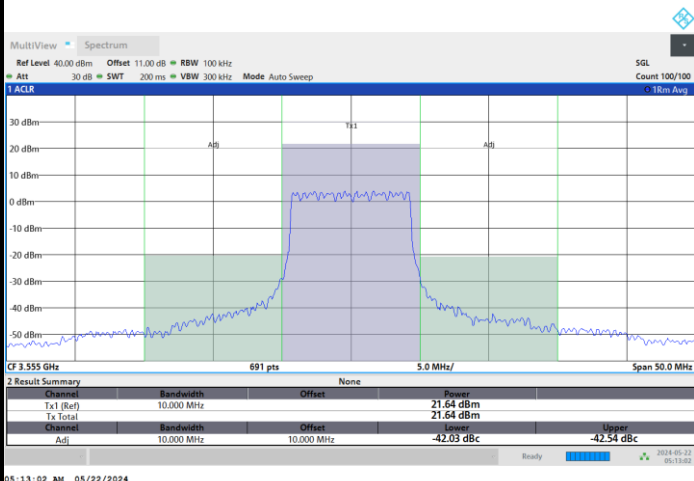 MultiView Spectrum
Ref Level 40.00 dBm Offset 11.00 dB RBW 100 kHz SGL
Att 30 dB SWT 200 ms VBW 300 kHz Mode Auto Sweep Count 100/100
1 ACLR 1Rm Avg
30 dBm
Tx1
20 dBm
Adj Adj
10 dBm
0 dBm
-10 dBm
-20 dBm
-30 dBm
-40 dBm
-50 dBm
CF 3.555 GHz 691 pts 5.0 MHz/ Span 50.0 MHz
2 Result Summary None
Channel Bandwidth Offset Power
Tx1 (Ref) 10.000 MHz 21.64 dBm
Tx Total 21.64 dBm
Channel Bandwidth Offset Lower Upper
Adj 10.000 MHz 10.000 MHz -42.03 dBc -42.54 dBc
Ready 2024-05-22
05:13:02
05:13:02 AM 05/22/2024